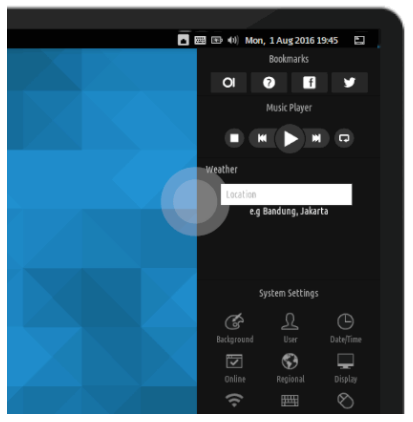 Mon, 1 Aug 2016 19:45
Bookmarks
Music Player
Weather
Location
e.g Bandung, Jakarta
System Settings
Background User Date/Time
Online Regional Display